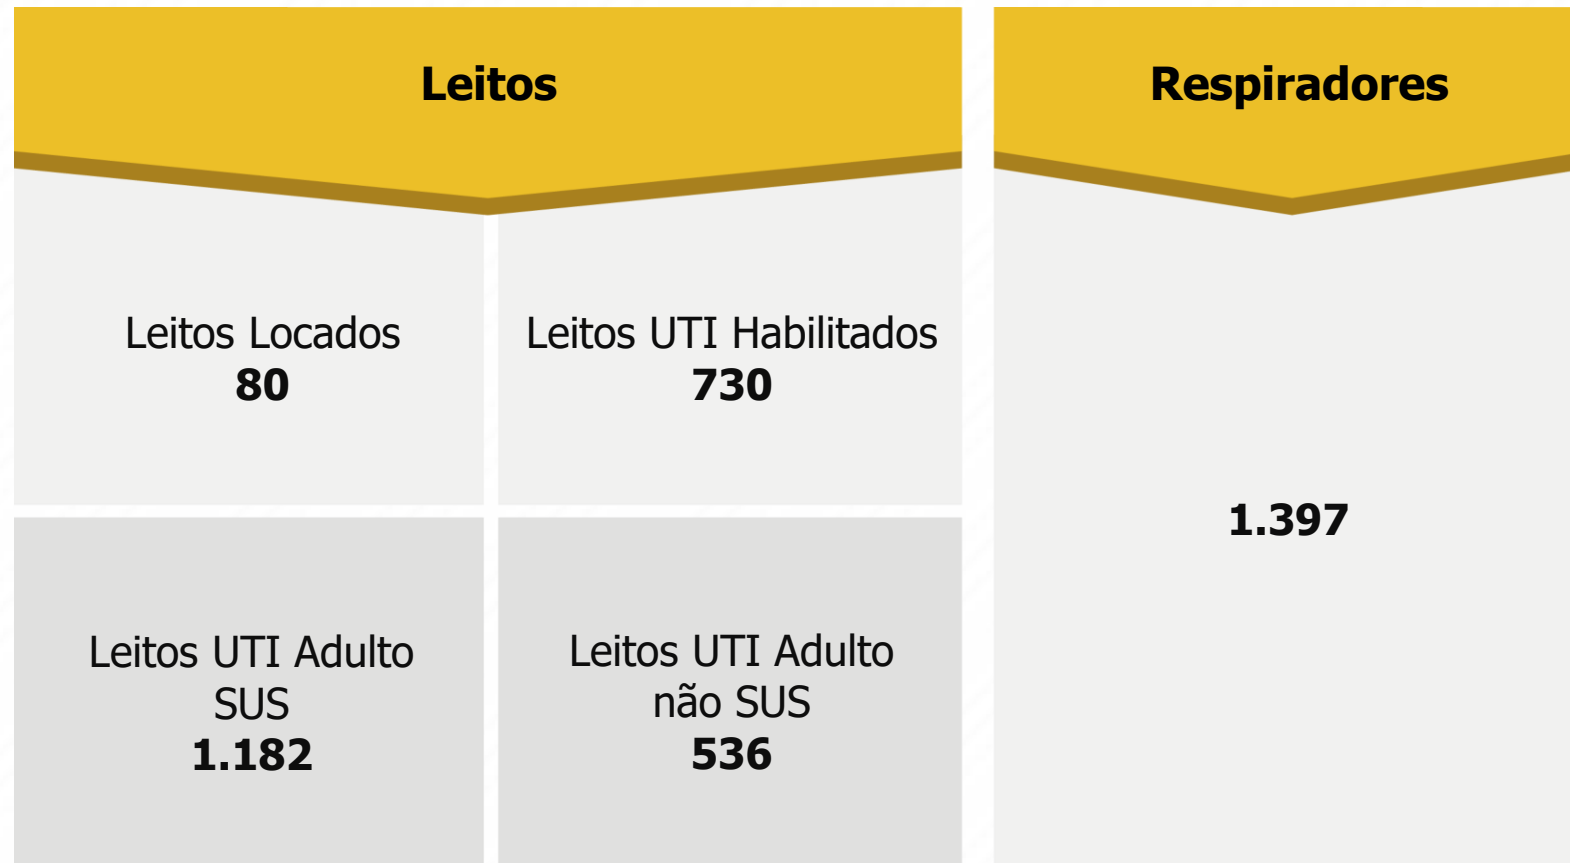 Leitos
Leitos Locados
80
Leitos UTI Habilitados
730
Leitos UTI Adulto
SUS
1.182
Leitos UTI Adulto
não SUS
536
Respiradores
1.397